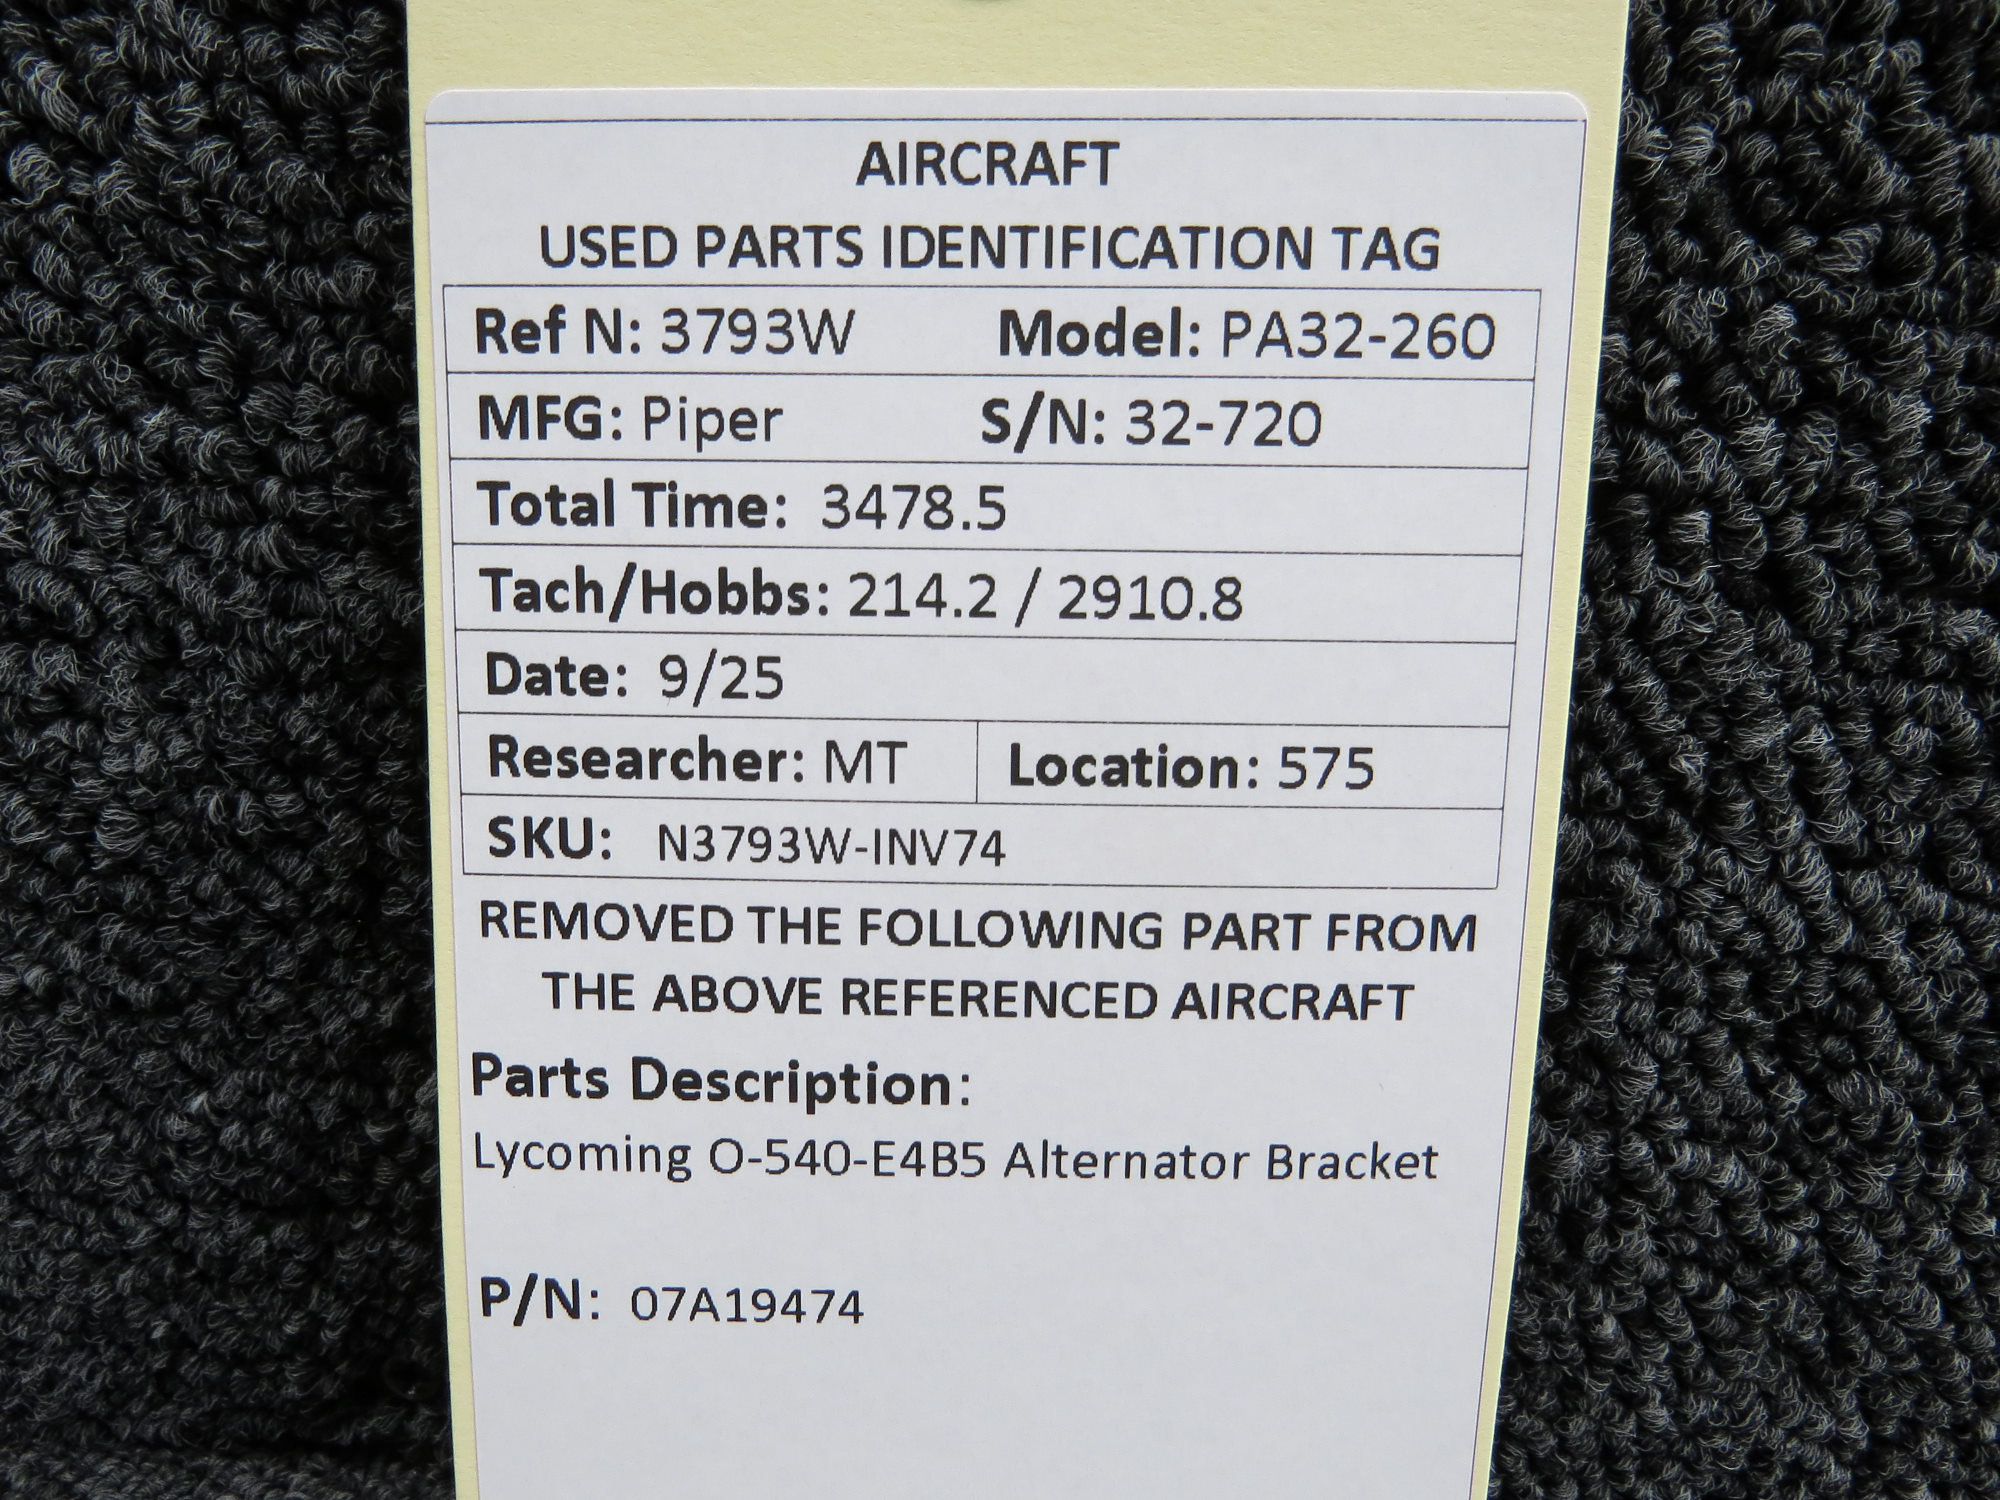 AIRCRAFT
USED PARTS IDENTIFICATION TAG
Ref N: 3793W Model: PA32-260
MFG: Piper S/N: 32-720
Total Time: 3478.5
Tach/Hobbs: 214.2 / 2910.8
Date: 9/25
Researcher: MT Location: 575
SKU: N3793W-INV74
REMOVED THE FOLLOWING PART FROM
THE ABOVE REFERENCED AIRCRAFT
Parts Description:
Lycoming O-540-E4B5 Alternator Bracket
P/N: 07A19474